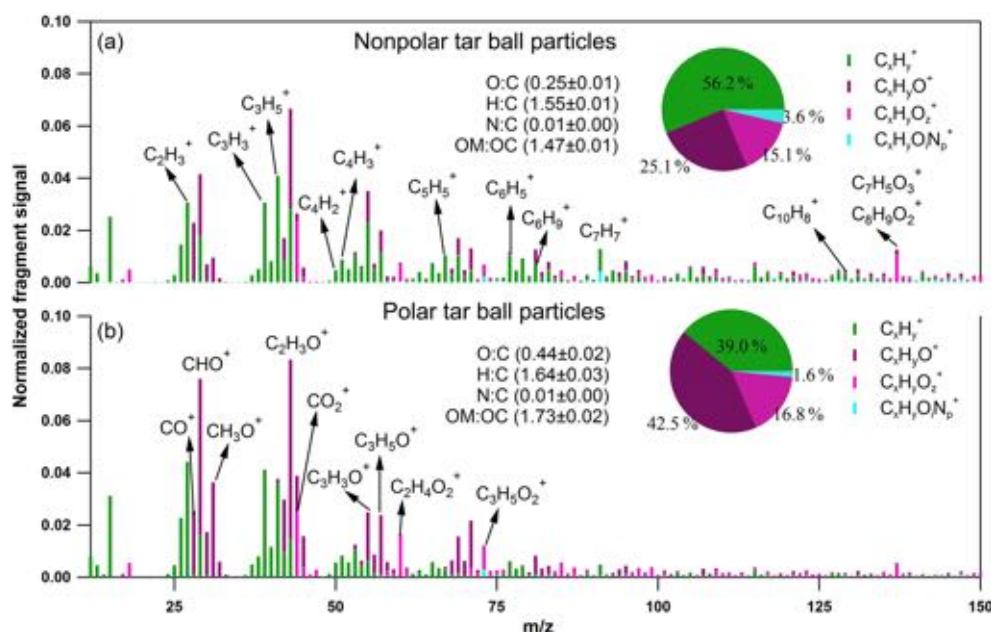 Normalized fragment signal
0.10
0.08
0.06
0.04
0.02
0.00
(a)
Nonpolar tar ball particles
O:C (0.25±0.01)
H:C (1.55±0.01)
N:C (0.01±0.00)
OM:OC (1.47±0.01)
56.2 %
3.6 %
15.1%
25.1 %
CxHy+
CxHyO+
CxHyOz+
CxHyOiNp+
C2H3+
C3H3+
C3H5+
C4H2+
C4H3+
C5H5+
C6H5+
C6H9+
C7H7+
C10H8+
C7H5O3+
C8H9O2+
0.10
0.08
0.06
0.04
0.02
0.00
(b)
Polar tar ball particles
O:C (0.44±0.02)
H:C (1.64±0.03)
N:C (0.01±0.00)
OM:OC (1.73±0.02)
39.0 %
1.6 %
16.8 %
42.5 %
CxHy+
CxHyO+
CxHyOz+
CxHyOiNp+
CO+
CHO+
CH3O+
C2H3O+
CO2+
C3H3O+
C3H5O+
C2H4O2+
C3H5O2+
25
50
75
100
125
150
m/z